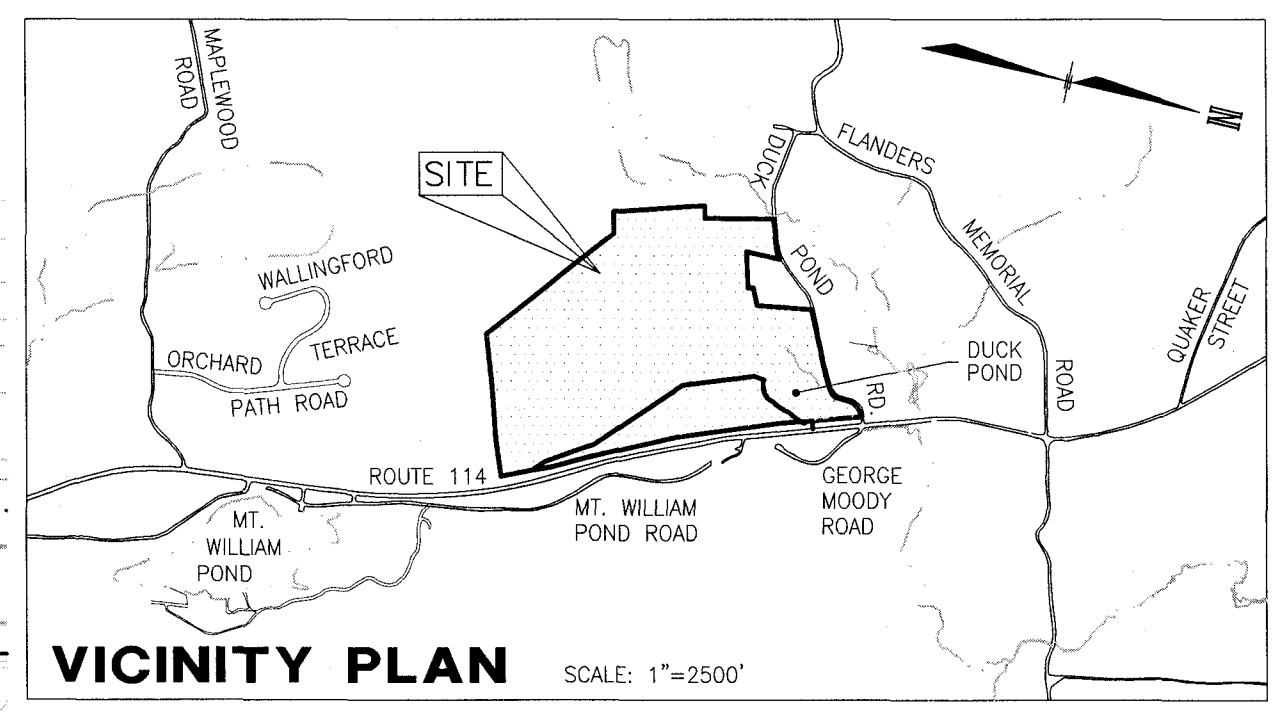 MAPLEWOOD
ROAD
SITE
DUCK
POND
RD.
FLANDERS
MEMORIAL
ROAD
N
WALLINGFORD
TERRACE
ORCHARD
PATH ROAD
QUAKER
STREET
DUCK
POND
ROUTE 114
MT. WILLIAM
POND ROAD
GEORGE
MOODY
ROAD
MT.
WILLIAM
POND
VICINITY PLAN
SCALE: 1"=2500'